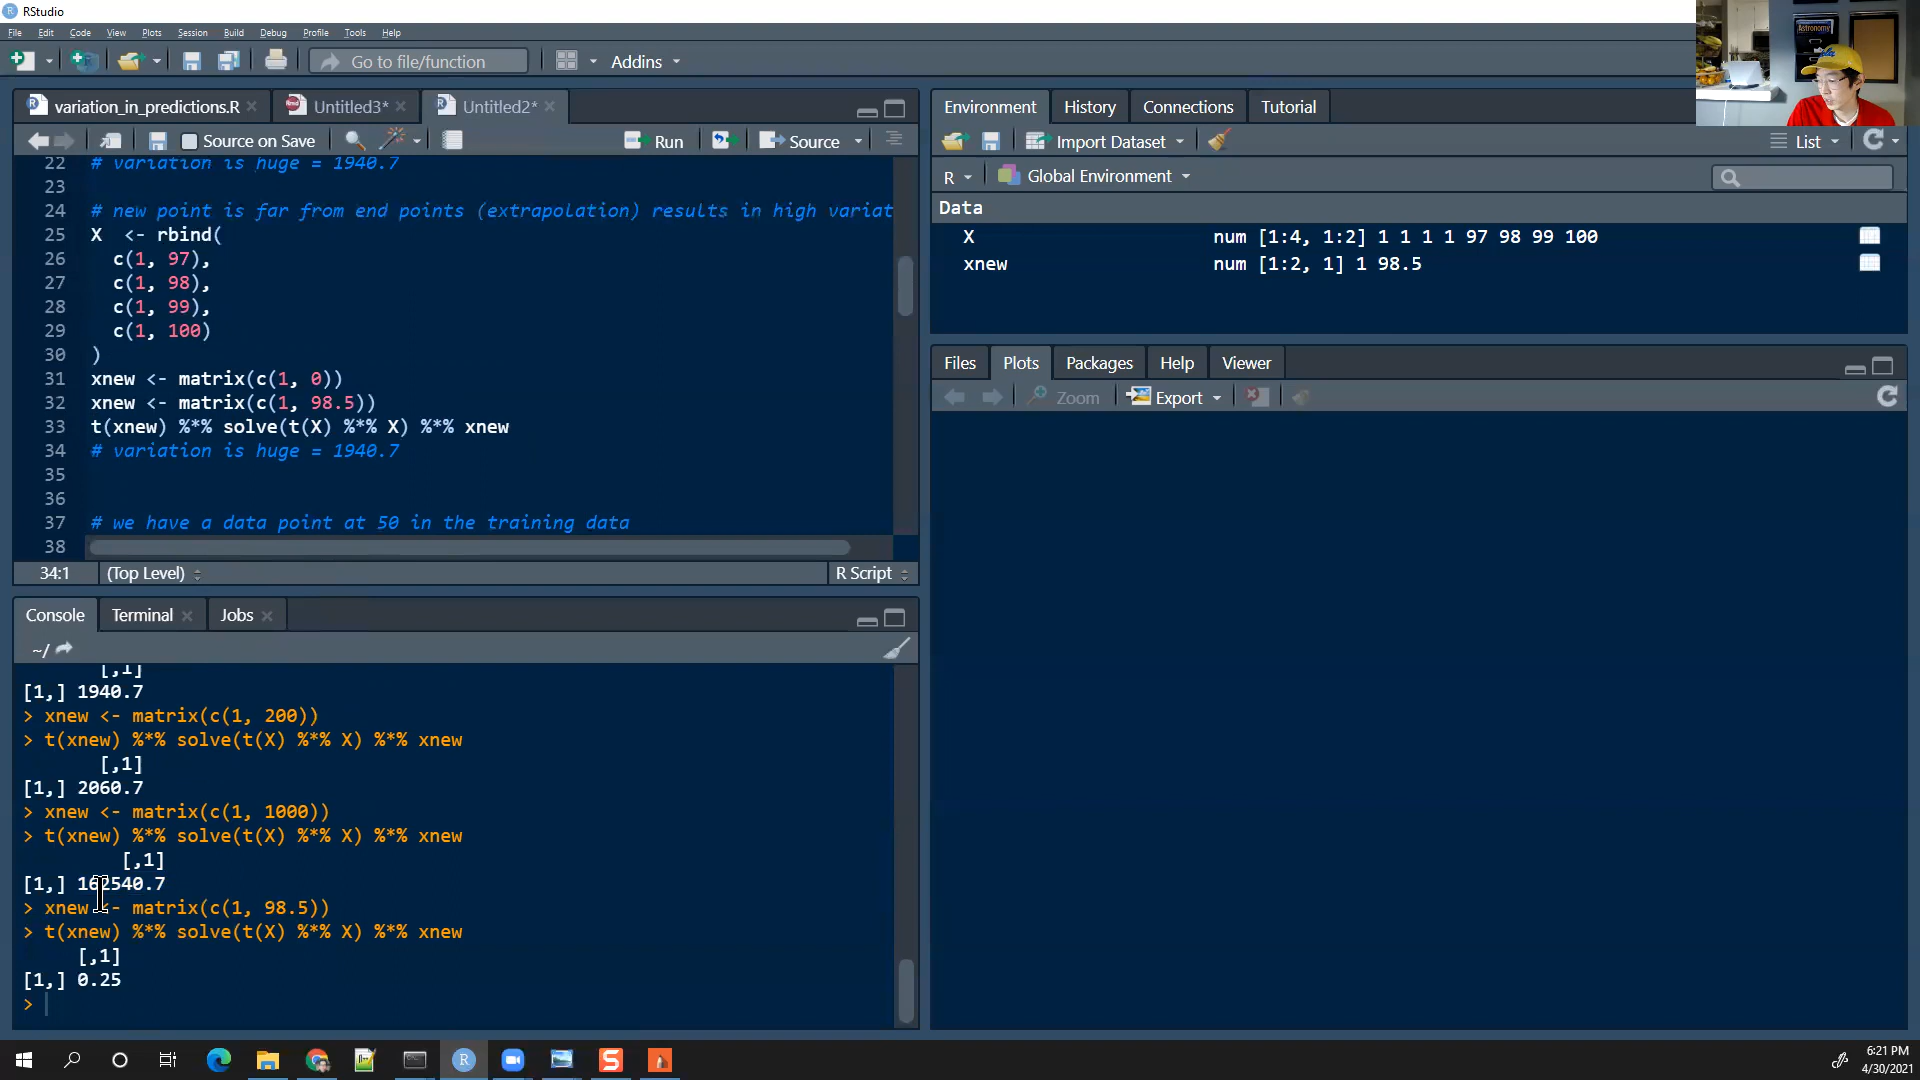 RStudio
File Edit Code View Plots Session Build Debug Profile Tools Help
Go to file/function Addins
variation_in_predictions.R Untitled3* Untitled2*
Source on Save Run Source
22 # variation is huge = 1940.7
23
24 # new point is far from end points (extrapolation) results in high variat
25 X <- rbind(
26 c(1, 97),
27 c(1, 98),
28 c(1, 99),
29 c(1, 100)
30 )
31 xnew <- matrix(c(1, 0))
32 xnew <- matrix(c(1, 98.5))
33 t(xnew) %*% solve(t(X) %*% X) %*% xnew
34 # variation is huge = 1940.7
35
36
37 # we have a data point at 50 in the training data
38
34:1 (Top Level) R Script
Console Terminal Jobs
~/
[,1]
[1,] 1940.7
> xnew <- matrix(c(1, 200))
> t(xnew) %*% solve(t(X) %*% X) %*% xnew
[,1]
[1,] 2060.7
> xnew <- matrix(c(1, 1000))
> t(xnew) %*% solve(t(X) %*% X) %*% xnew
[,1]
[1,] 162540.7
> xnew <- matrix(c(1, 98.5))
> t(xnew) %*% solve(t(X) %*% X) %*% xnew
[,1]
[1,] 0.25
>
Environment History Connections Tutorial
Import Dataset List
R Global Environment
Data
X num [1:4, 1:2] 1 1 1 1 97 98 99 100
xnew num [1:2, 1] 1 98.5
Files Plots Packages Help Viewer
Zoom Export
Astronomy
6:21 PM
4/30/2021